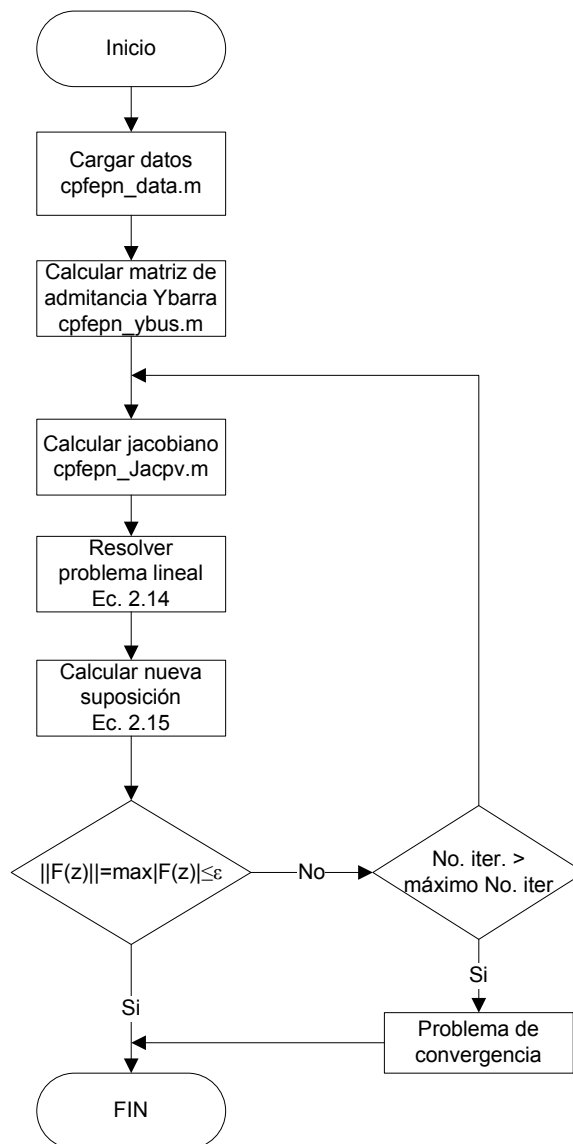 Inicio
Cargar datos
cpfepn_data.m
Calcular matriz de
admitancia Ybarra
cpfepn_ybus.m
Calcular jacobiano
cpfepn_Jacpv.m
Resolver
problema lineal
Ec. 2.14
Calcular nueva
suposición
Ec. 2.15
||F(z)||=max|F(z)|≤ε
No
No. iter. >
máximo No. iter
Si
Si
Problema de
convergencia
FIN